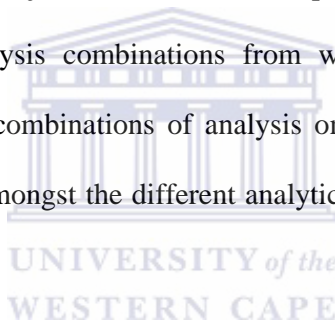 ysis combinations from w
combinations of analysis or
mongst the different analytic
UNIVERSITY of the
WESTERN CAPE